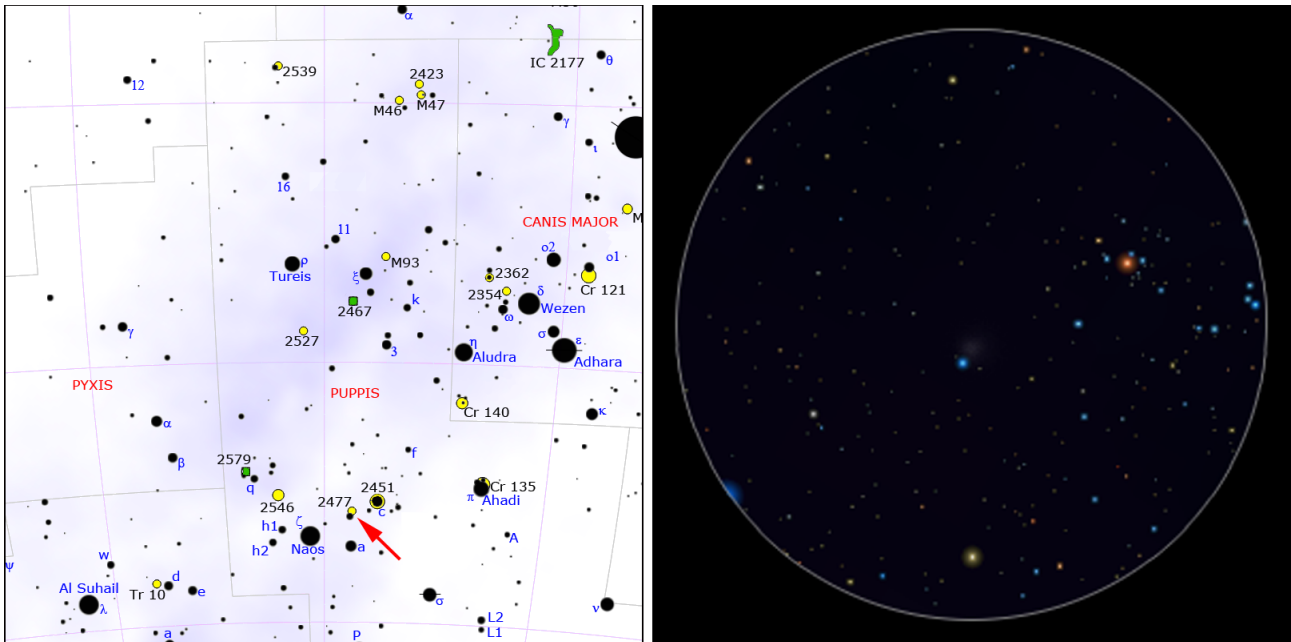 α
IC 2177
θ
2539
2423
12
M46
M47
γ
ι
16
M
CANIS MAJOR
11
ο2
ο1
ρ
Tureis
M93
ξ
2362
Cr 121
2354
δ
Wezen
k
2467
ω
γ
2527
σ
ε
3
η
Aludra
Adhara
PYXIS
PUPPIS
Cr 140
κ
α
f
β
2579
q
2451
Cr 135
π
Ahadi
2477
c
2546
h1
ζ
A
h2
Naos
a
w
ψ
d
Al Suhail
Tr 10
e
λ
σ
ν
L2
a
P
L1